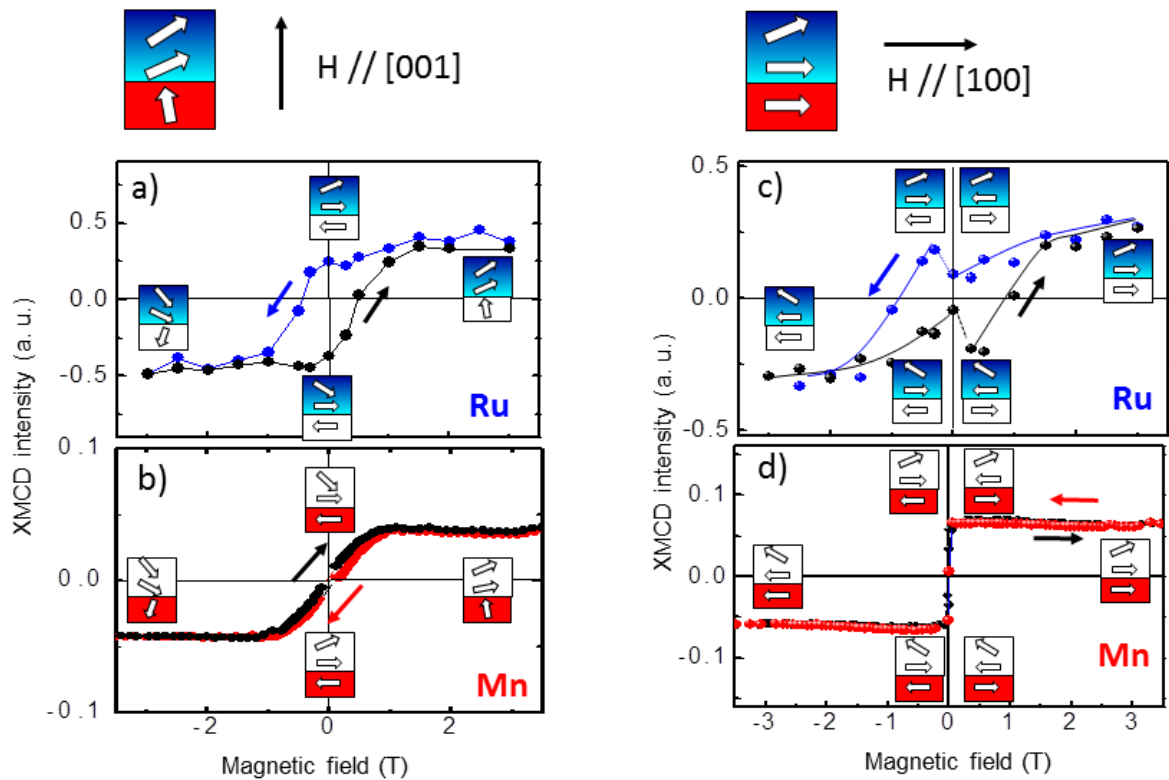 H // [001]
H // [100]
a)
0.5
0.0
-0.5
Ru
XMCD intensity (a. u.)
b)
0.1
0.0
-0.1
Mn
-2
0
2
Magnetic field (T)
c)
0.5
0.0
-0.5
Ru
XMCD intensity (a. u.)
d)
0.1
0.0
-0.1
Mn
-3
-2
-1
0
1
2
3
Magnetic field (T)